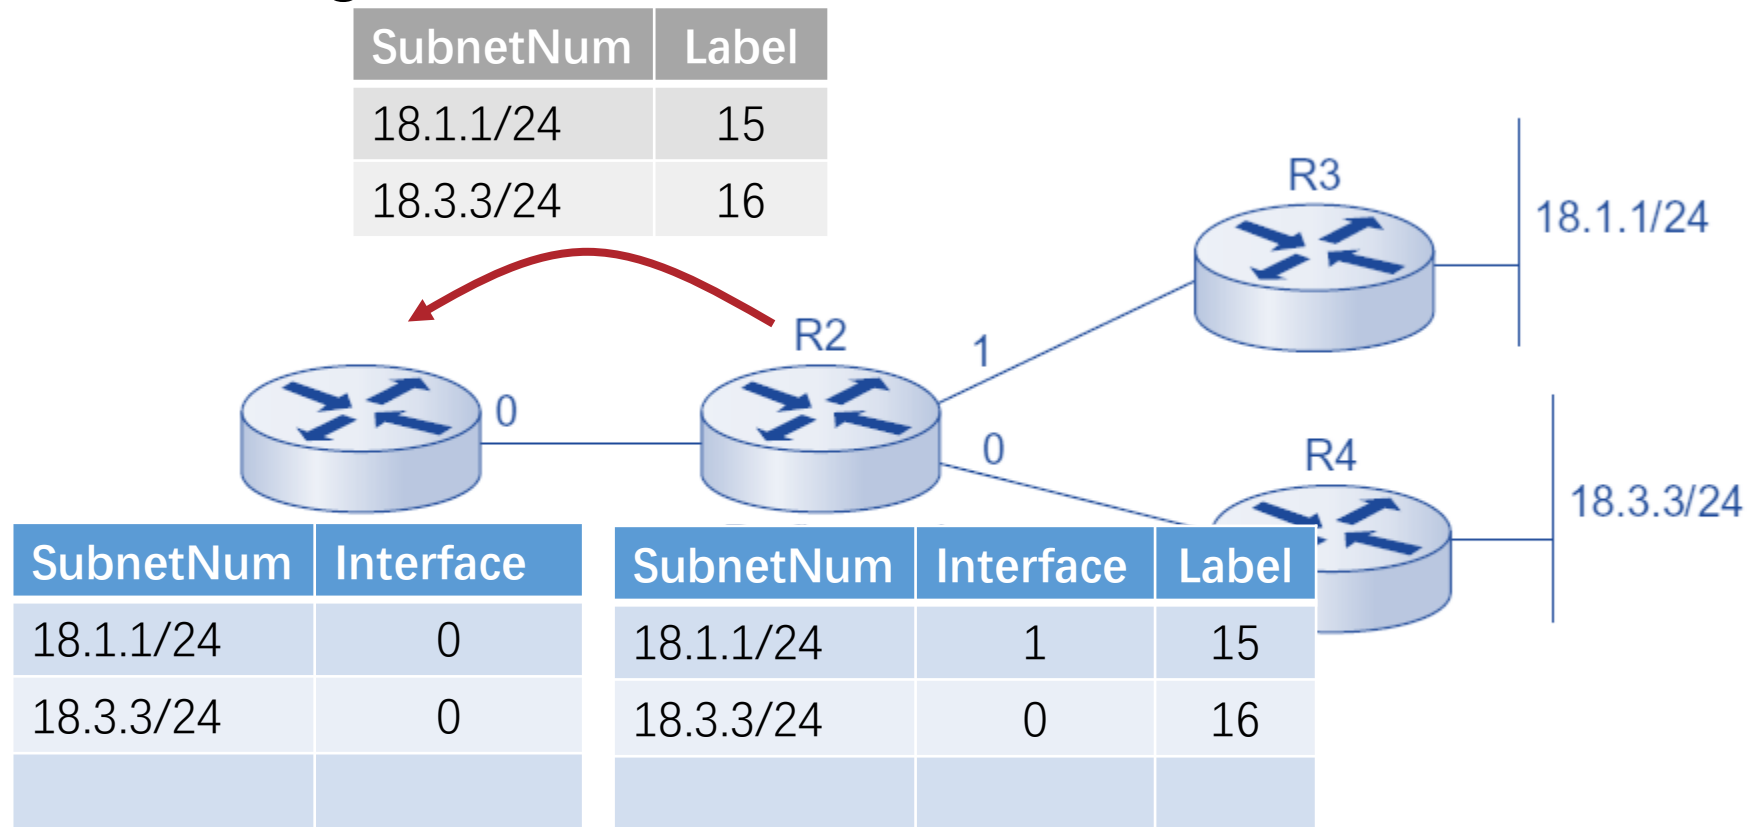 SubnetNum Label
18.1.1/24 15
18.3.3/24 16
R3
18.1.1/24
R2
1
0
0
R4
18.3.3/24
SubnetNum Interface
18.1.1/24 0
18.3.3/24 0
SubnetNum Interface Label
18.1.1/24 1 15
18.3.3/24 0 16